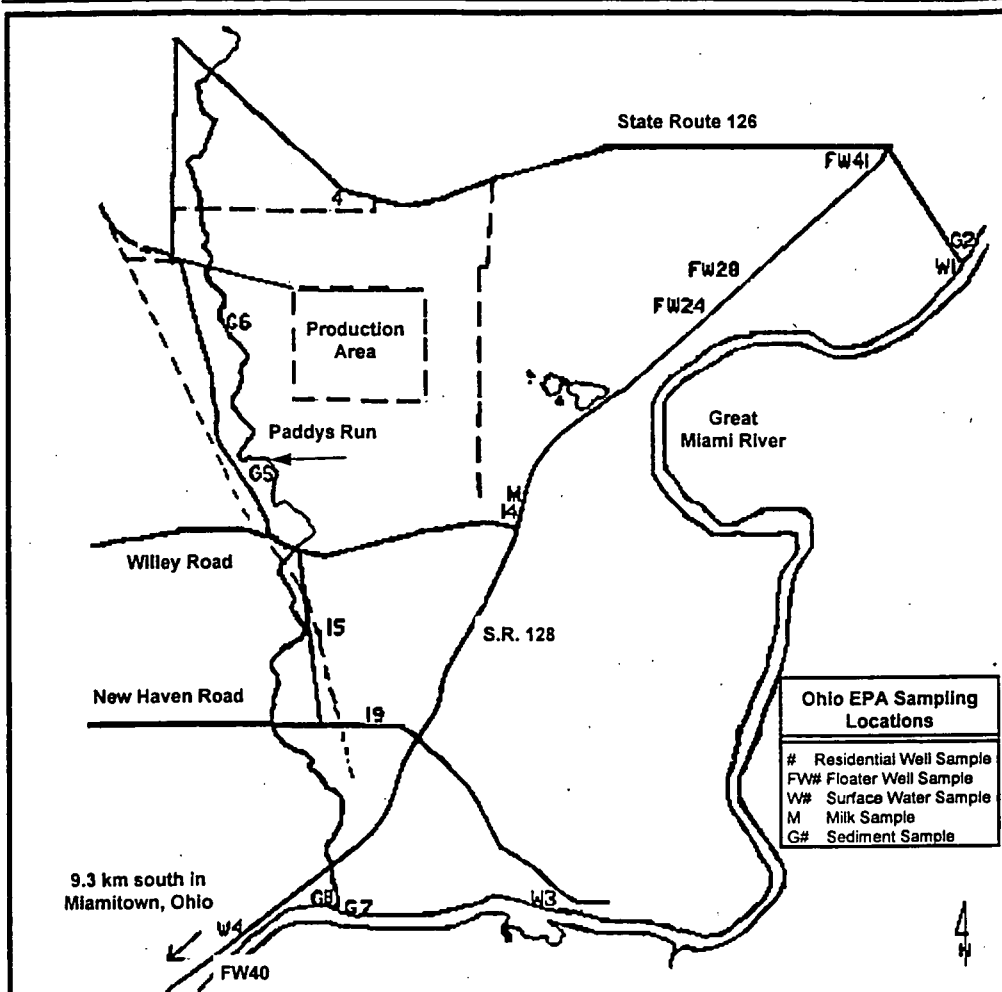 State Route 126
FW41
4
G2
W1
FW28
FW24
G6
Production
Area
Great
Miami River
Paddys Run
G5
M
14
Willey Road
15
S.R. 128
New Haven Road
19
Ohio EPA Sampling
Locations
# Residential Well Sample
FW# Floater Well Sample
W# Surface Water Sample
M Milk Sample
G# Sediment Sample
9.3 km south in
Miamitown, Ohio
G8
G7
W3
W4
FW40
N